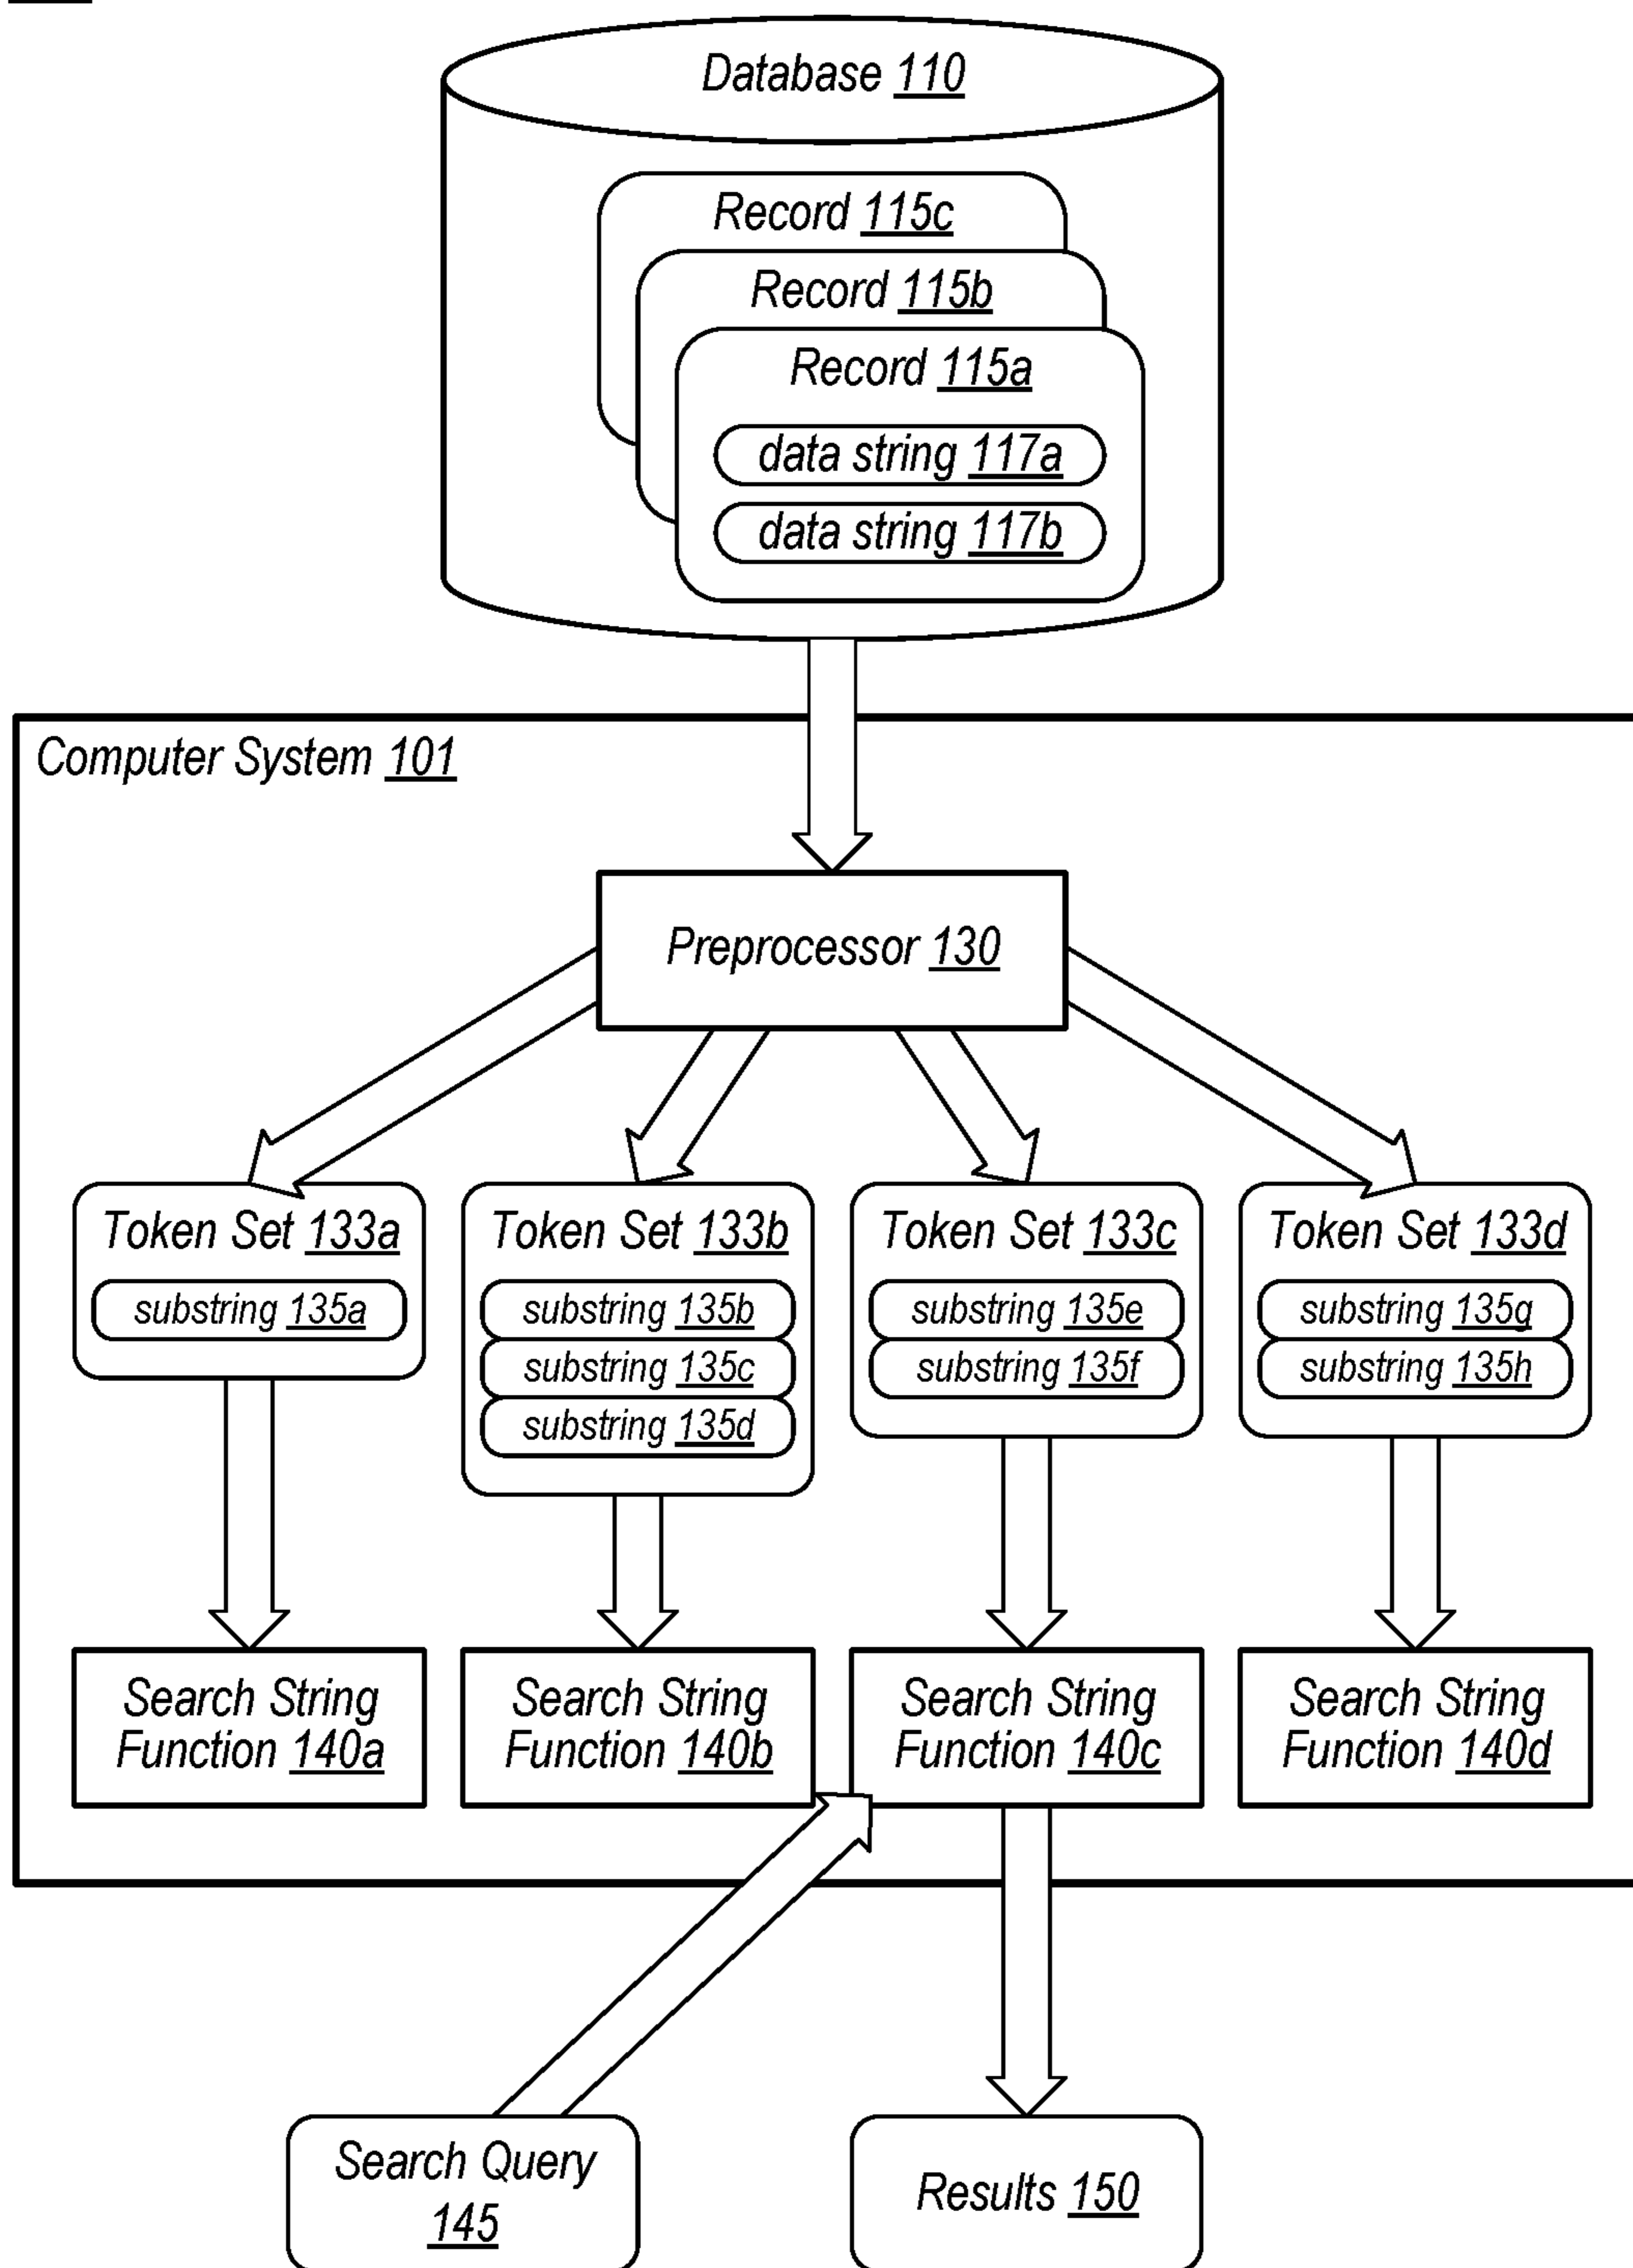 Database 110
Record 115c
Record 115b
Record 115a
data string 117a
data string 117b
Computer System 101
Preprocessor 130
Token Set 133a
substring 135a
Token Set 133b
substring 135b
substring 135c
substring 135d
Token Set 133c
substring 135e
substring 135f
Token Set 133d
substring 135g
substring 135h
Search String
Function 140a
Search String
Function 140b
Search String
Function 140c
Search String
Function 140d
Search Query
145
Results 150